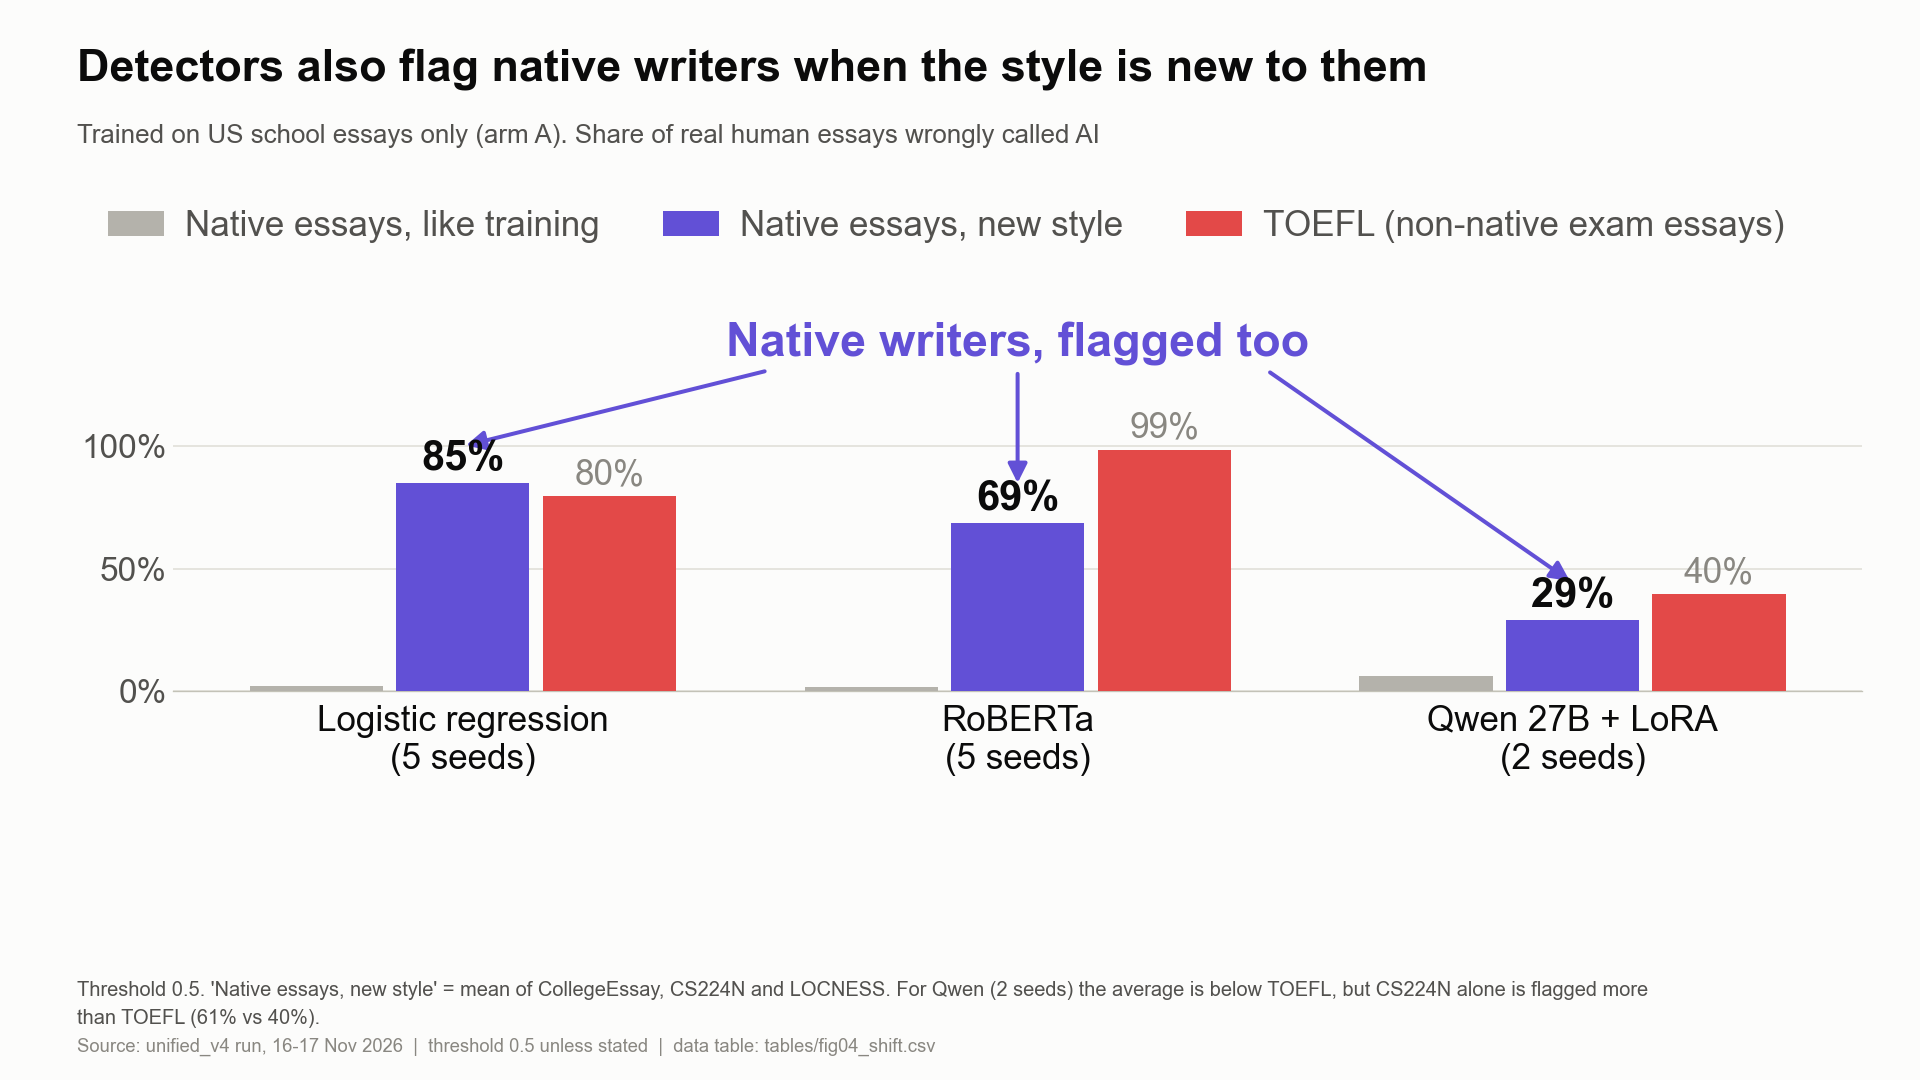 Detectors also flag native writers when the style is new to them
Trained on US school essays only (arm A). Share of real human essays wrongly called AI
Native essays, like training
Native essays, new style
TOEFL (non-native exam essays)
Native writers, flagged too
100%
50%
0%
85%
80%
69%
99%
29%
40%
Logistic regression
(5 seeds)
RoBERTa
(5 seeds)
Qwen 27B + LoRA
(2 seeds)
Threshold 0.5. 'Native essays, new style' = mean of CollegeEssay, CS224N and LOCNESS. For Qwen (2 seeds) the average is below TOEFL, but CS224N alone is flagged more
than TOEFL (61% vs 40%).
Source: unified_v4 run, 16-17 Nov 2026 | threshold 0.5 unless stated | data table: tables/fig04_shift.csv